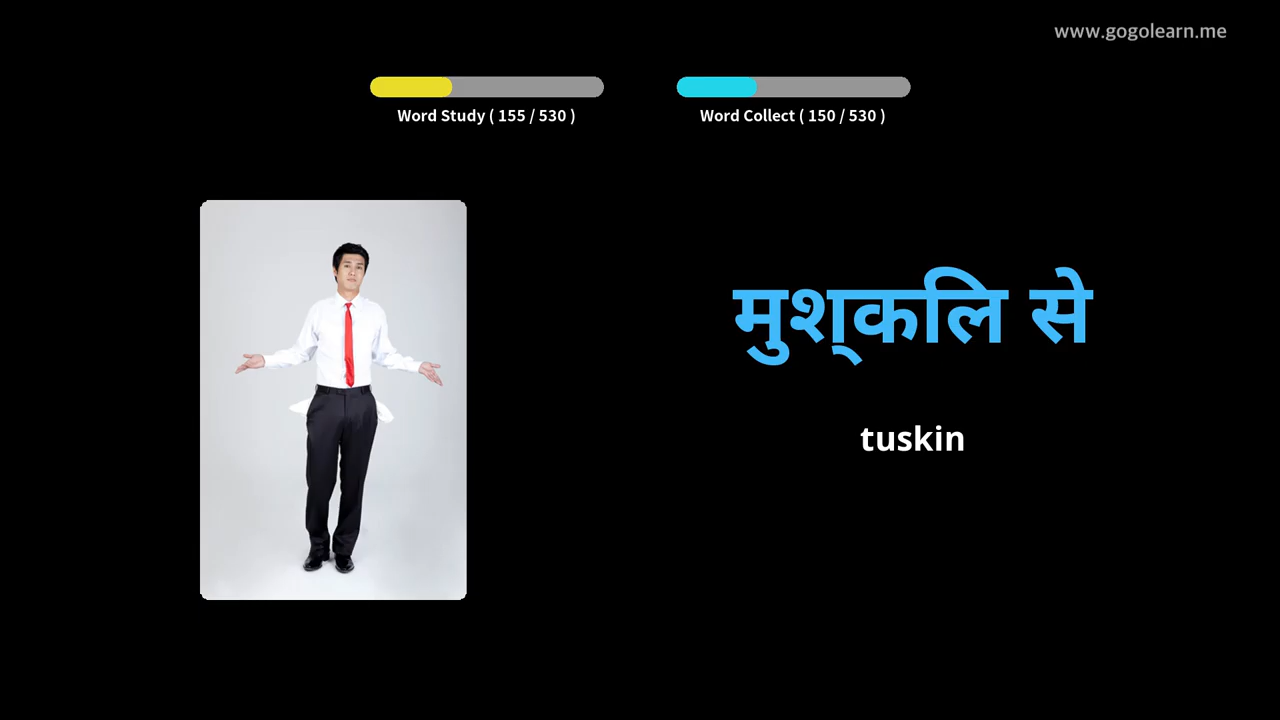 www.gogolearn.me
Word Study ( 155 / 530 )
Word Collect ( 150 / 530 )
मुश्कलि से
tuskin